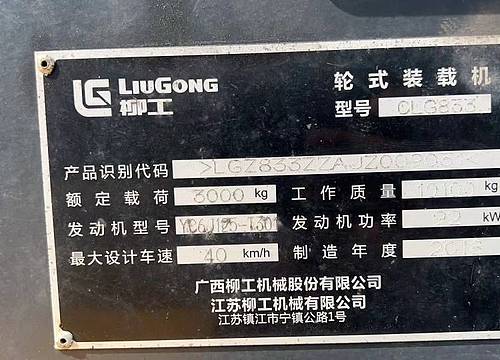 LIUGONG
柳工
轮式装载机
型号 CLG833
产品识别代码
额定载荷 3000 kg 工作质量 kg
发动机型号 发动机功率 92 kW
最大设计车速 40 km/h 制造年度
广西柳工机械股份有限公司
江苏柳工机械有限公司
江苏镇江市宁镇公路1号